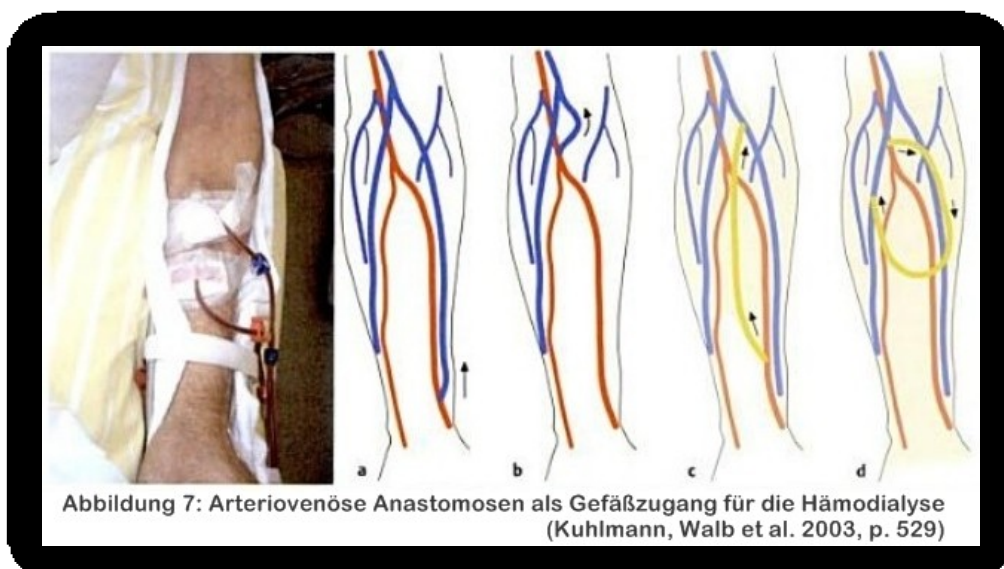 a
b
c
d
Abbildung 7: Arteriovenöse Anastomosen als Gefäßzugang für die Hämodialyse
(Kuhlmann, Walb et al. 2003, p. 529)